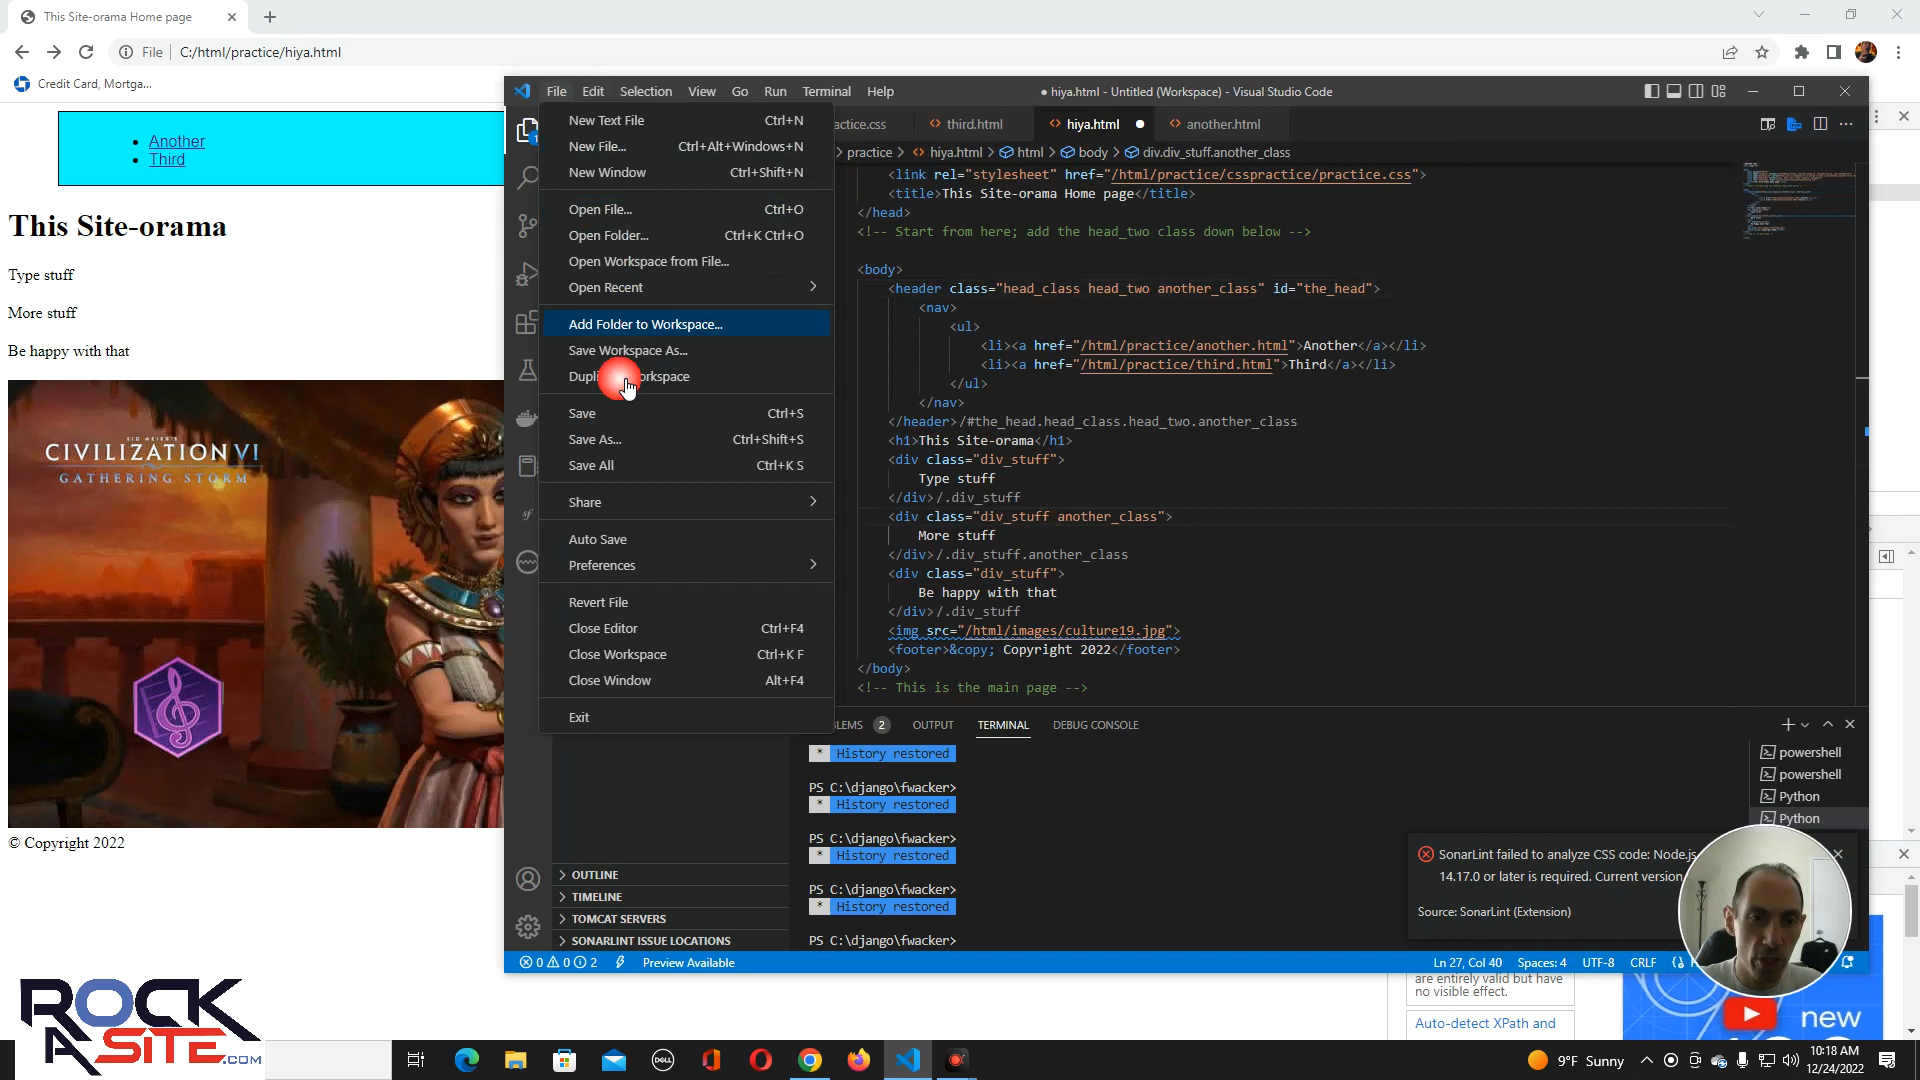 This Site-orama Home page
File
C:/html/practice/hiya.html
Credit Card, Mortga...
Another
Third
This Site-orama
Type stuff
More stuff
Be happy with that
SID MEIER'S
CIVILIZATION VI
GATHERING STORM
© Copyright 2022
File Edit Selection View Go Run Terminal Help
● hiya.html - Untitled (Workspace) - Visual Studio Code
New Text File Ctrl+N
New File... Ctrl+Alt+Windows+N
New Window Ctrl+Shift+N
Open File... Ctrl+O
Open Folder... Ctrl+K Ctrl+O
Open Workspace from File...
Open Recent
Add Folder to Workspace...
Save Workspace As...
Save Ctrl+S
Save As... Ctrl+Shift+S
Save All Ctrl+K S
Share
Auto Save
Preferences
Revert File
Close Editor Ctrl+F4
Close Workspace Ctrl+K F
Close Window Alt+F4
Exit
actice.css third.html hiya.html another.html
practice > hiya.html > html > body > div.div_stuff.another_class
<link rel="stylesheet" href="/html/practice/csspractice/practice.css">
<title>This Site-orama Home page</title>
</head>
<!-- Start from here; add the head_two class down below -->
<body>
<header class="head_class head_two another_class" id="the_head">
<nav>
<ul>
<li><a href="/html/practice/another.html">Another</a></li>
<li><a href="/html/practice/third.html">Third</a></li>
</ul>
</nav>
</header>/#the_head.head_class.head_two.another_class
<h1>This Site-orama</h1>
<div class="div_stuff">
Type stuff
</div>/.div_stuff
<div class="div_stuff another_class">
More stuff
</div>/.div_stuff.another_class
<div class="div_stuff">
Be happy with that
</div>/.div_stuff
<img src="/html/images/culture19.jpg">
<footer>&copy; Copyright 2022</footer>
</body>
<!-- This is the main page -->
LEMS 2 OUTPUT TERMINAL DEBUG CONSOLE
* History restored
PS C:\django\fwacker>
* History restored
PS C:\django\fwacker>
* History restored
PS C:\django\fwacker>
* History restored
PS C:\django\fwacker>
powershell
powershell
Python
Python
OUTLINE
TIMELINE
TOMCAT SERVERS
SONARLINT ISSUE LOCATIONS
SonarLint failed to analyze CSS code: Node.js
14.17.0 or later is required. Current version
Source: SonarLint (Extension)
0 0 2 Preview Available
Ln 27, Col 40 Spaces: 4 UTF-8 CRLF
are entirely valid but have
no visible effect.
Auto-detect XPath and
new
ROCK
A SITE.COM
DELL
9°F Sunny
10:18 AM
12/24/2022